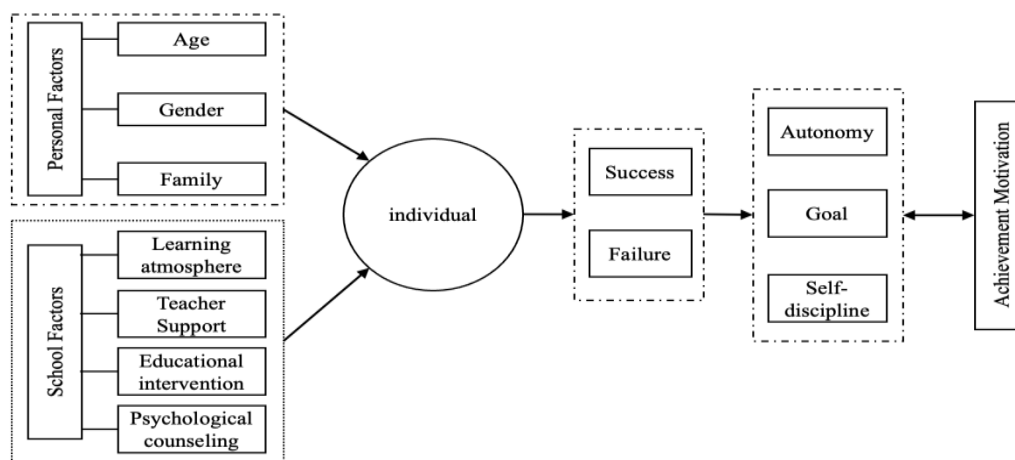 Personal Factors
Age
Gender
Family
School Factors
Learning
atmosphere
Teacher
Support
Educational
intervention
Psychological
counseling
individual
Success
Failure
Autonomy
Goal
Self-
discipline
Achievement Motivation